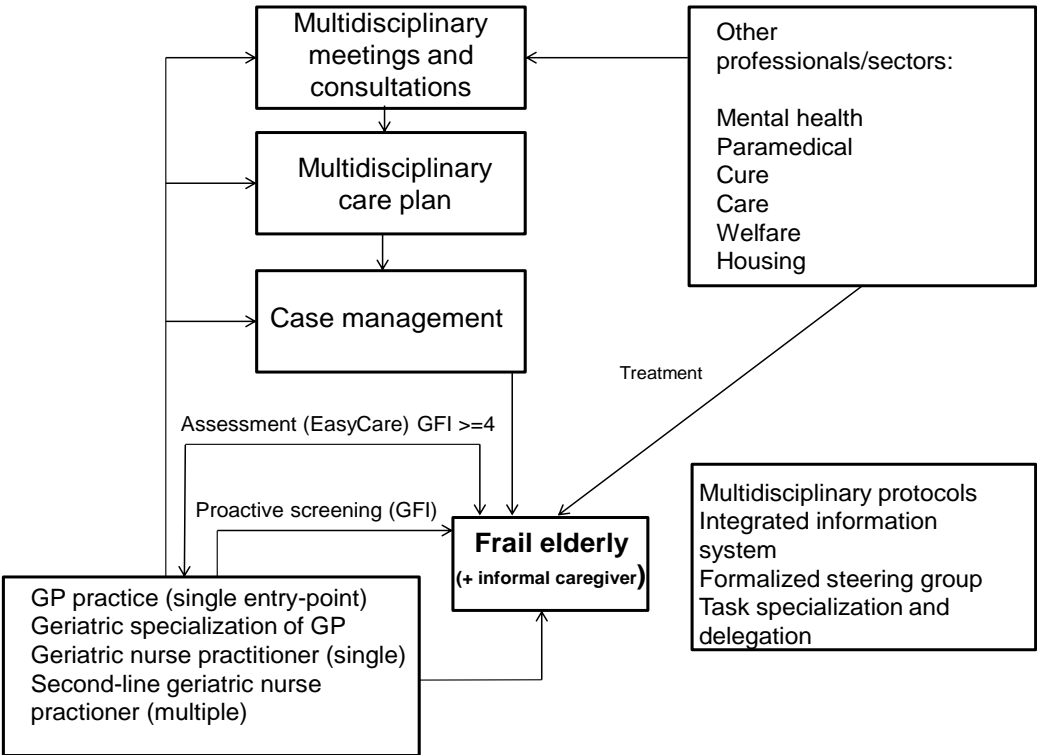 Multidisciplinary
meetings and
consultations
Other
professionals/sectors:
Mental health
Paramedical
Cure
Care
Welfare
Housing
Multidisciplinary
care plan
Case management
Treatment
Assessment (EasyCare) GFI >=4
Proactive screening (GFI)
Frail elderly
(+ informal caregiver)
Multidisciplinary protocols
Integrated information
system
Formalized steering group
Task specialization and
delegation
GP practice (single entry-point)
Geriatric specialization of GP
Geriatric nurse practitioner (single)
Second-line geriatric nurse
practioner (multiple)